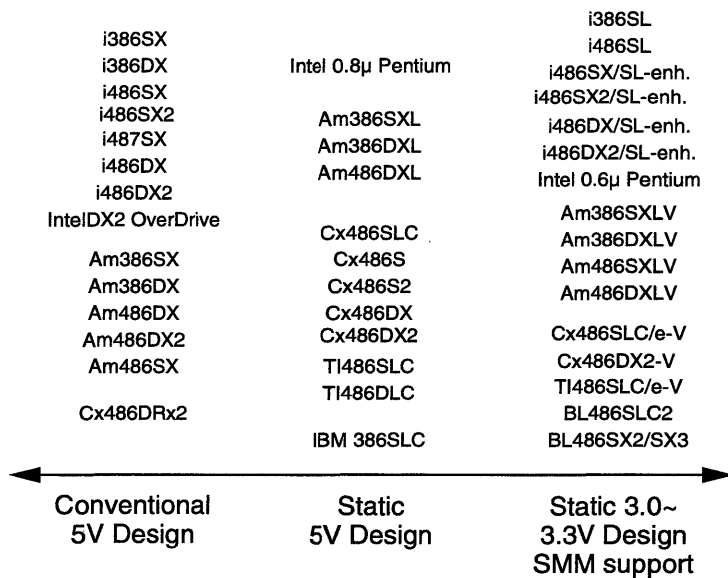 i386SX
i386DX
i486SX
i486SX2
i487SX
i486DX
i486DX2
IntelDX2 OverDrive
Am386SX
Am386DX
Am486DX
Am486DX2
Am486SX
Cx486DRx2
Conventional
5V Design
Intel 0.8µ Pentium
Am386SXL
Am386DXL
Am486DXL
Cx486SLC
Cx486S
Cx486S2
Cx486DX
Cx486DX2
TI486SLC
TI486DLC
IBM 386SLC
Static
5V Design
i386SL
i486SL
i486SX/SL-enh.
i486SX2/SL-enh.
i486DX/SL-enh.
i486DX2/SL-enh.
Intel 0.6µ Pentium
Am386SXLV
Am386DXLV
Am486SXLV
Am486DXLV
Cx486SLC/e-V
Cx486DX2-V
TI486SLC/e-V
BL486SLC2
BL486SX2/SX3
Static 3.0~
3.3V Design
SMM support